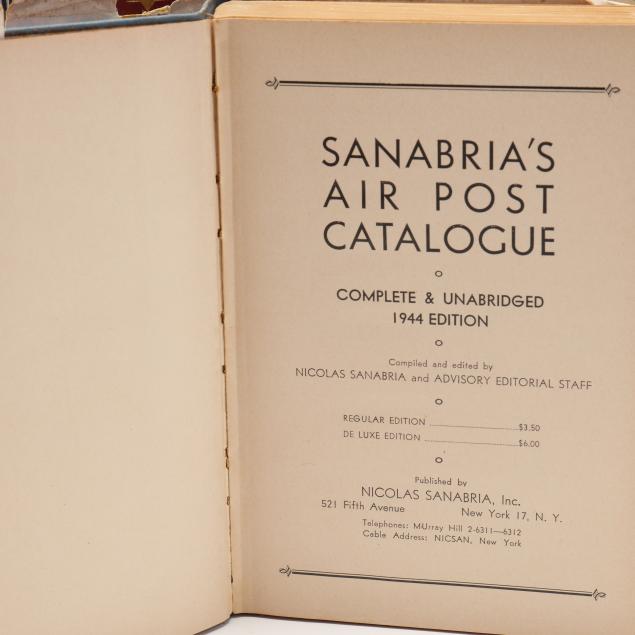 SANABRIA'S
AIR POST
CATALOGUE
COMPLETE & UNABRIDGED
1944 EDITION
Compiled and edited by
NICOLAS SANABRIA and ADVISORY EDITORIAL STAFF
REGULAR EDITION ........................ $3.50
DE LUXE EDITION ........................ $6.00
Published by
NICOLAS SANABRIA, Inc.
521 Fifth Avenue New York 17, N. Y.
Telephones: MUrray Hill 2-6311—6312
Cable Address: NICSAN, New York